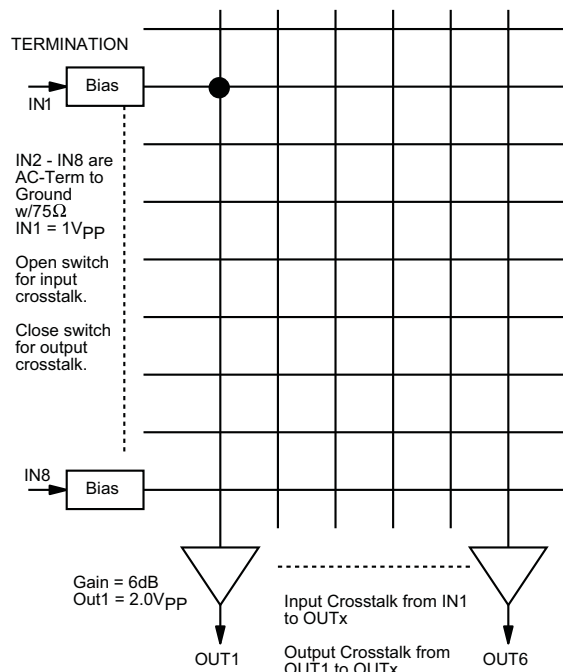 TERMINATION
Bias
IN1
IN2 - IN8 are
AC-Term to
Ground
w/75Ω
IN1 = 1VPP
Open switch
for input
crosstalk.
Close switch
for output
crosstalk.
IN8
Bias
Gain = 6dB
Out1 = 2.0VPP
Input Crosstalk from IN1
to OUTx
Output Crosstalk from
OUT1 to OUTx
OUT1
OUT6